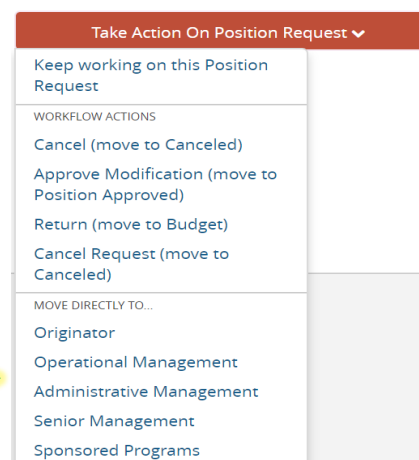 Take Action On Position Request
Keep working on this Position
Request
WORKFLOW ACTIONS
Cancel (move to Canceled)
Approve Modification (move to
Position Approved)
Return (move to Budget)
Cancel Request (move to
Canceled)
MOVE DIRECTLY TO...
Originator
Operational Management
Administrative Management
Senior Management
Sponsored Programs